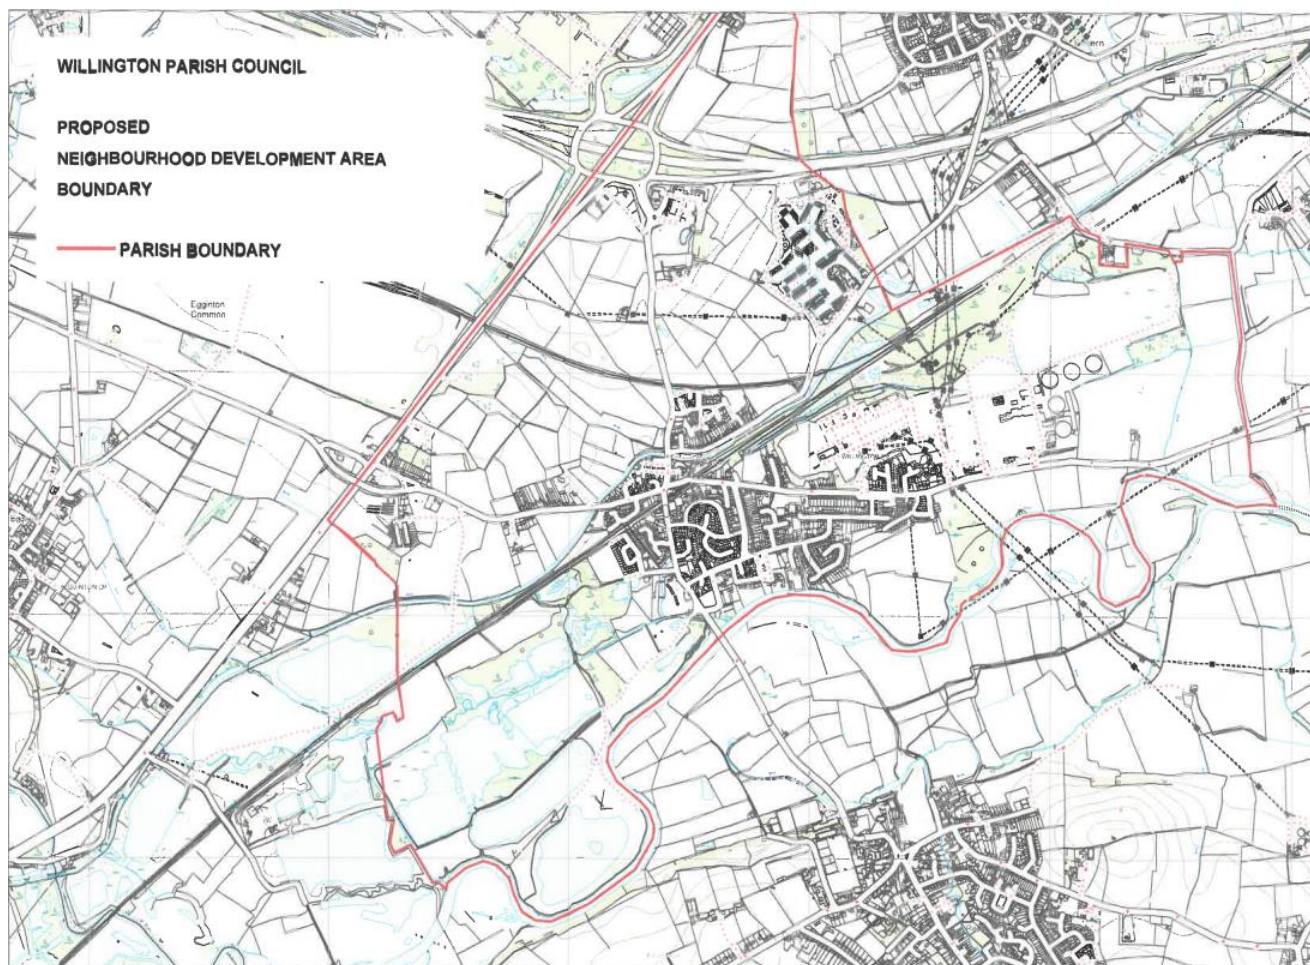 WILLINGTON PARISH COUNCIL
PROPOSED
NEIGHBOURHOOD DEVELOPMENT AREA
BOUNDARY
PARISH BOUNDARY
Egginton
Common